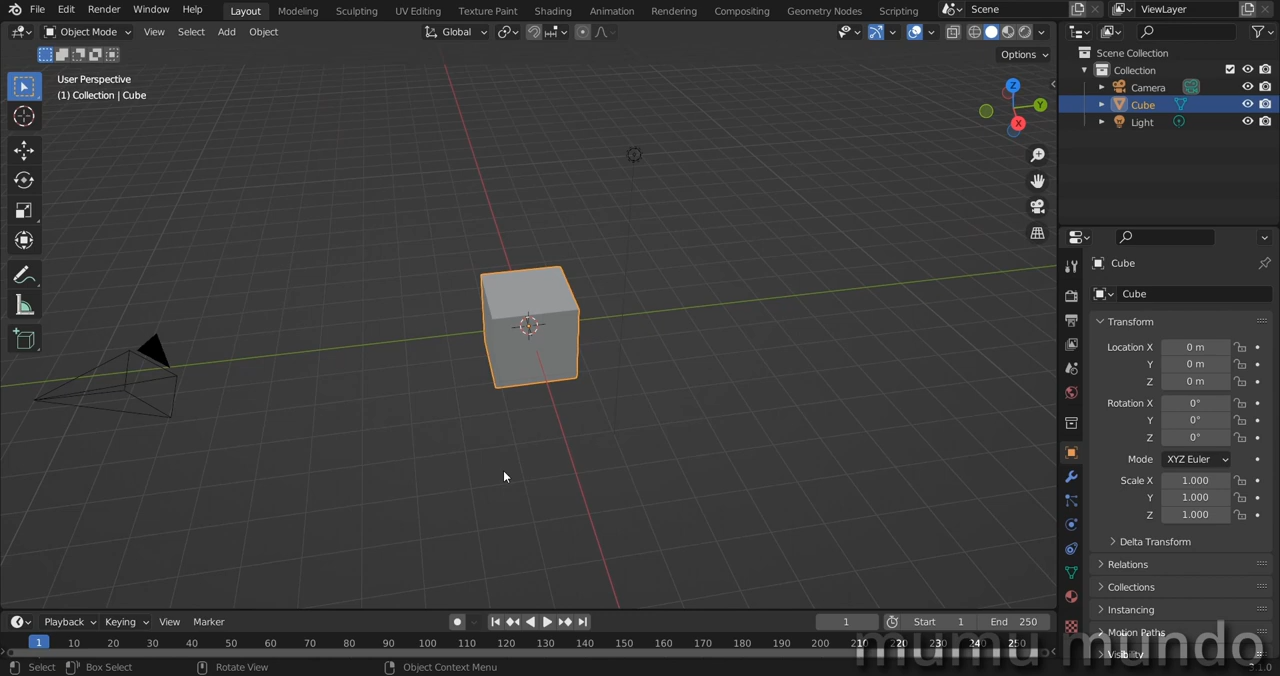 File Edit Render Window Help Layout Modeling Sculpting UV Editing Texture Paint Shading Animation Rendering Compositing Geometry Nodes Scripting Scene ViewLayer
Object Mode View Select Add Object Global
Options
User Perspective
(1) Collection | Cube
Z
Y
X
Scene Collection
Collection
Camera
Cube
Light
Cube
Cube
Transform
Location X 0 m
Y 0 m
Z 0 m
Rotation X 0°
Y 0°
Z 0°
Mode XYZ Euler
Scale X 1.000
Y 1.000
Z 1.000
Delta Transform
Relations
Collections
Instancing
Motion Paths
Visibility
Playback Keying View Marker 1 Start 1 End 250
1 10 20 30 40 50 60 70 80 90 100 110 120 130 140 150 160 170 180 190 200 210 220 230 240 250
Select Box Select Rotate View Object Context Menu
3.1.0
mumu mundo